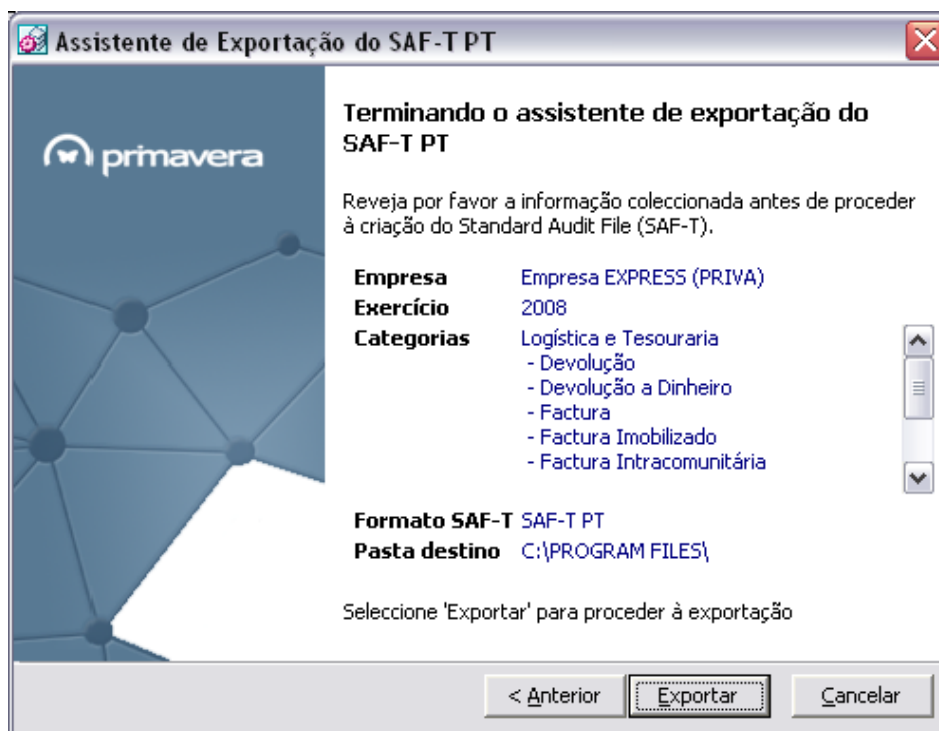 Assistente de Exportação do SAF-T PT
primavera
Terminando o assistente de exportação do
SAF-T PT
Reveja por favor a informação coleccionada antes de proceder
à criação do Standard Audit File (SAF-T).
Empresa Empresa EXPRESS (PRIVA)
Exercício 2008
Categorias Logística e Tesouraria
- Devolução
- Devolução a Dinheiro
- Factura
- Factura Imobilizado
- Factura Intracomunitária
Formato SAF-T SAF-T PT
Pasta destino C:\PROGRAM FILES\
Seleccione 'Exportar' para proceder à exportação
< Anterior Exportar Cancelar